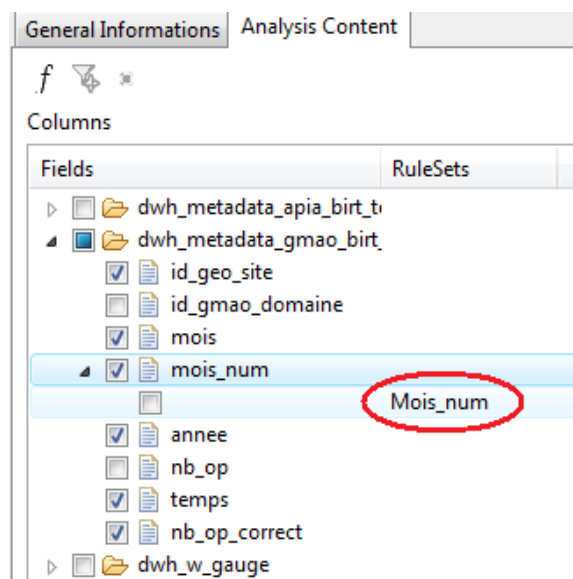 General Informations Analysis Content
f
Columns
Fields RuleSets
dwh_metadata_apia_birt_t
dwh_metadata_gmao_birt_
id_geo_site
id_gmao_domaine
mois
mois_num
Mois_num
annee
nb_op
temps
nb_op_correct
dwh_w_gauge